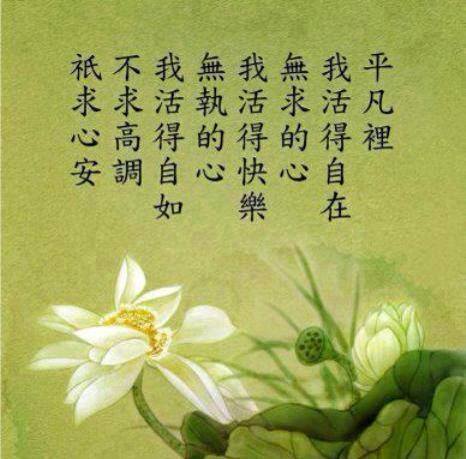 平凡裡
我活得自在
無求的心
我活得快樂
無執的心
我活得自如
不求高調
祇求心安